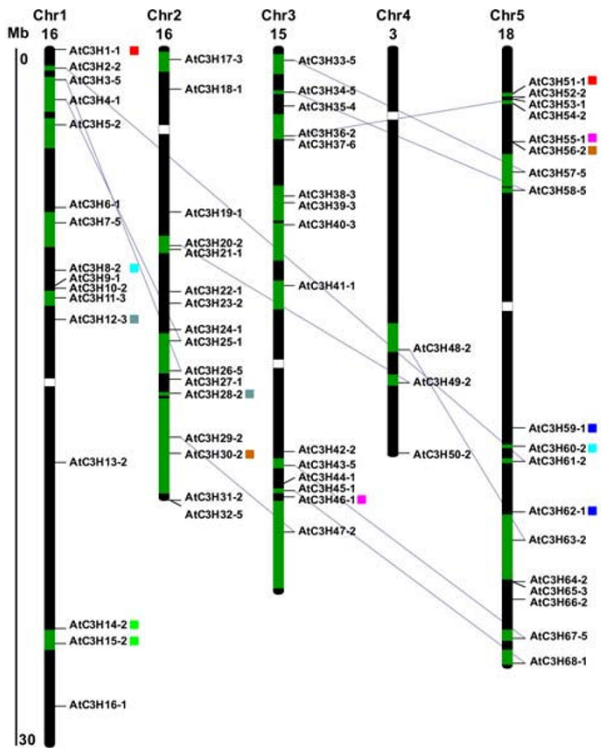 Chr1 Chr2 Chr3 Chr4 Chr5
Mb 16 16 15 3 18
0
30
AtC3H1-1
AtC3H2-2
AtC3H3-5
AtC3H4-1
AtC3H5-2
AtC3H6-1
AtC3H7-5
AtC3H8-2
AtC3H9-1
AtC3H10-2
AtC3H11-3
AtC3H12-3
AtC3H13-2
AtC3H14-2
AtC3H15-2
AtC3H16-1
AtC3H17-3
AtC3H18-1
AtC3H19-1
AtC3H20-2
AtC3H21-1
AtC3H22-1
AtC3H23-2
AtC3H24-1
AtC3H25-1
AtC3H26-5
AtC3H27-1
AtC3H28-2
AtC3H29-2
AtC3H30-2
AtC3H31-2
AtC3H32-5
AtC3H33-5
AtC3H34-5
AtC3H35-4
AtC3H36-2
AtC3H37-6
AtC3H38-3
AtC3H39-3
AtC3H40-3
AtC3H41-1
AtC3H42-2
AtC3H43-5
AtC3H44-1
AtC3H45-1
AtC3H46-1
AtC3H47-2
AtC3H48-2
AtC3H49-2
AtC3H50-2
AtC3H51-1
AtC3H52-2
AtC3H53-1
AtC3H54-2
AtC3H55-1
AtC3H56-2
AtC3H57-5
AtC3H58-5
AtC3H59-1
AtC3H60-2
AtC3H61-2
AtC3H62-1
AtC3H63-2
AtC3H64-2
AtC3H65-3
AtC3H66-2
AtC3H67-5
AtC3H68-1